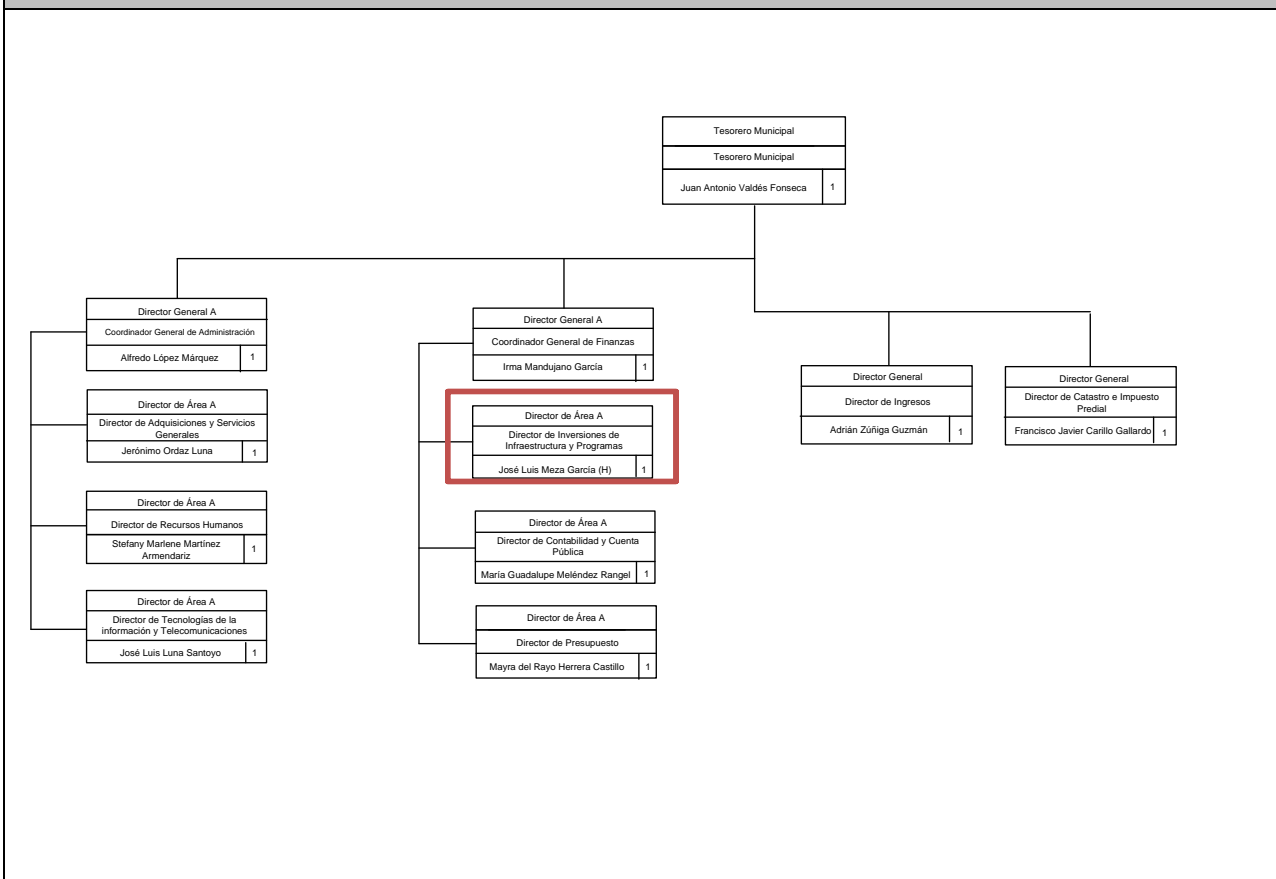 Tesorero Municipal
Tesorero Municipal
Juan Antonio Valdés Fonseca 1
Director General A
Coordinador General de Administración
Alfredo López Márquez 1
Director de Área A
Director de Adquisiciones y Servicios
Generales
Jerónimo Ordaz Luna 1
Director de Área A
Director de Recursos Humanos
Stefany Marlene Martínez
Armendariz 1
Director de Área A
Director de Tecnologías de la
información y Telecomunicaciones
José Luis Luna Santoyo 1
Director General A
Coordinador General de Finanzas
Irma Mandujano García 1
Director de Área A
Director de Inversiones de
Infraestructura y Programas
José Luis Meza García (H) 1
Director de Área A
Director de Contabilidad y Cuenta
Pública
María Guadalupe Meléndez Rangel 1
Director de Área A
Director de Presupuesto
Mayra del Rayo Herrera Castillo 1
Director General
Director de Ingresos
Adrián Zúñiga Guzmán 1
Director General
Director de Catastro e Impuesto
Predial
Francisco Javier Carillo Gallardo 1